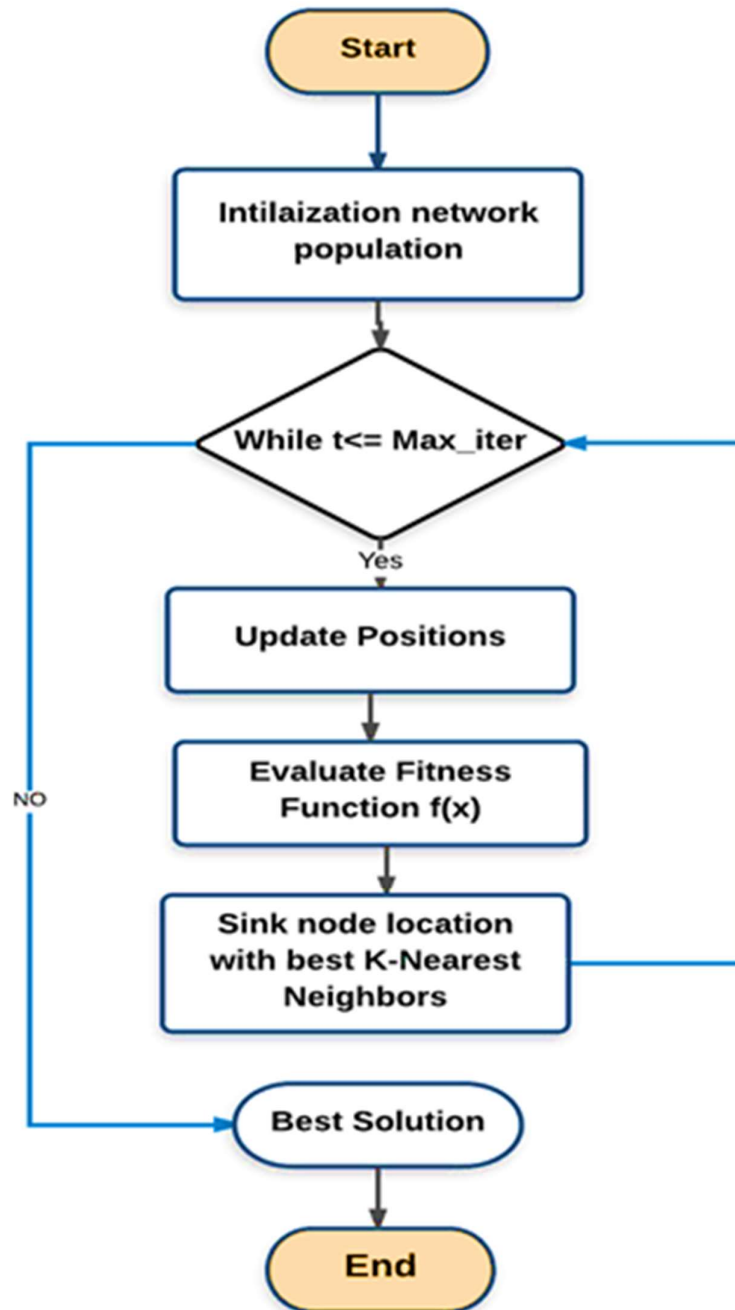 Start
Intilaization network
population
While t<= Max_iter
Yes
Update Positions
Evaluate Fitness
Function f(x)
NO
Sink node location
with best K-Nearest
Neighbors
Best Solution
End